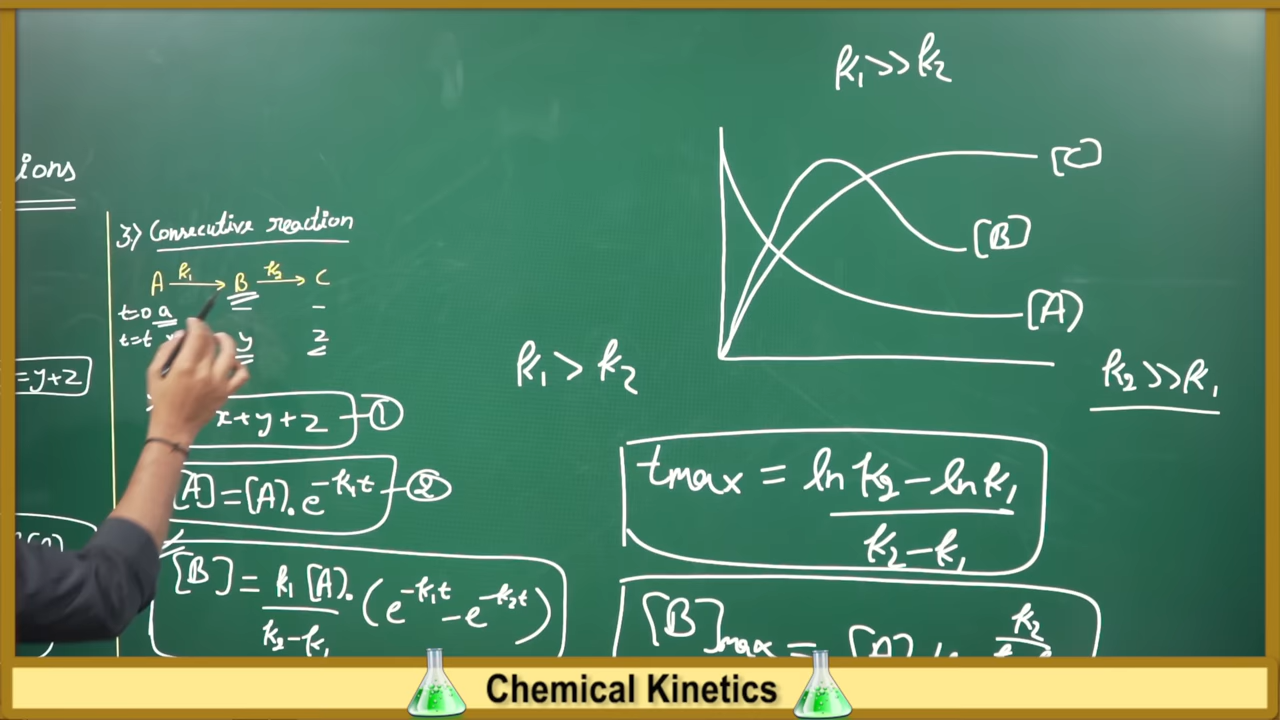 ions
=y+z
3) Consecutive reaction
A k₁ → B k₂ → C
t=0 a – –
t=t y z
x+y+z ①
[A]=[A]₀e^{-k₁t} ②
[B] = k₁[A]₀/(k₂-k₁) (e^{-k₁t} - e^{-k₂t})
k₁>>k₂
[C]
[B]
[A]
k₁ > k₂
k₂>>k₁
tmax = (ln k₂ - ln k₁)/(k₂ - k₁)
[B]max =
k₂
Chemical Kinetics